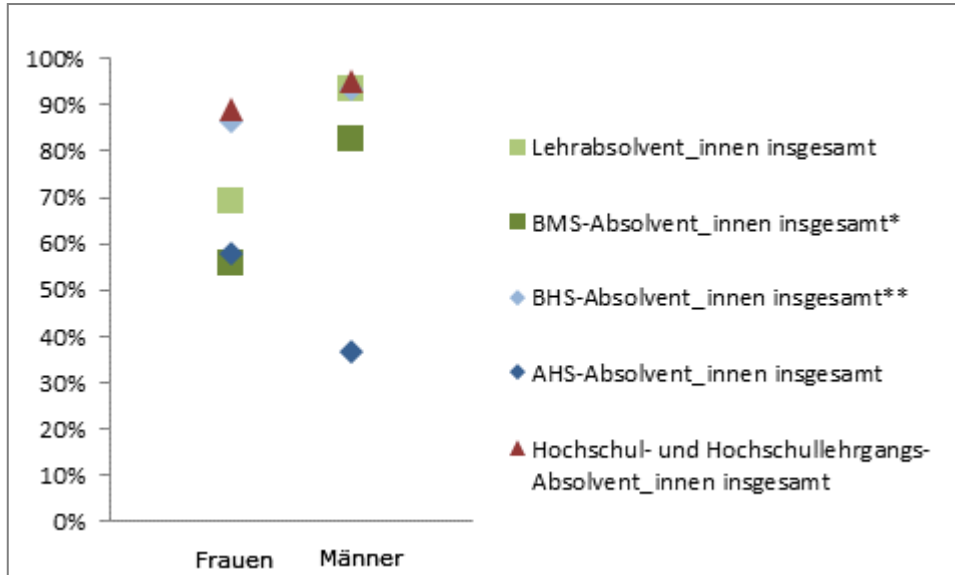 100%
90%
80%
70%
60%
50%
40%
30%
20%
10%
0%
Frauen
Männer
Lehrabsolvent_innen insgesamt
BMS-Absolvent_innen insgesamt*
BHS-Absolvent_innen insgesamt**
AHS-Absolvent_innen insgesamt
Hochschul- und Hochschullehrgangs-
Absolvent_innen insgesamt